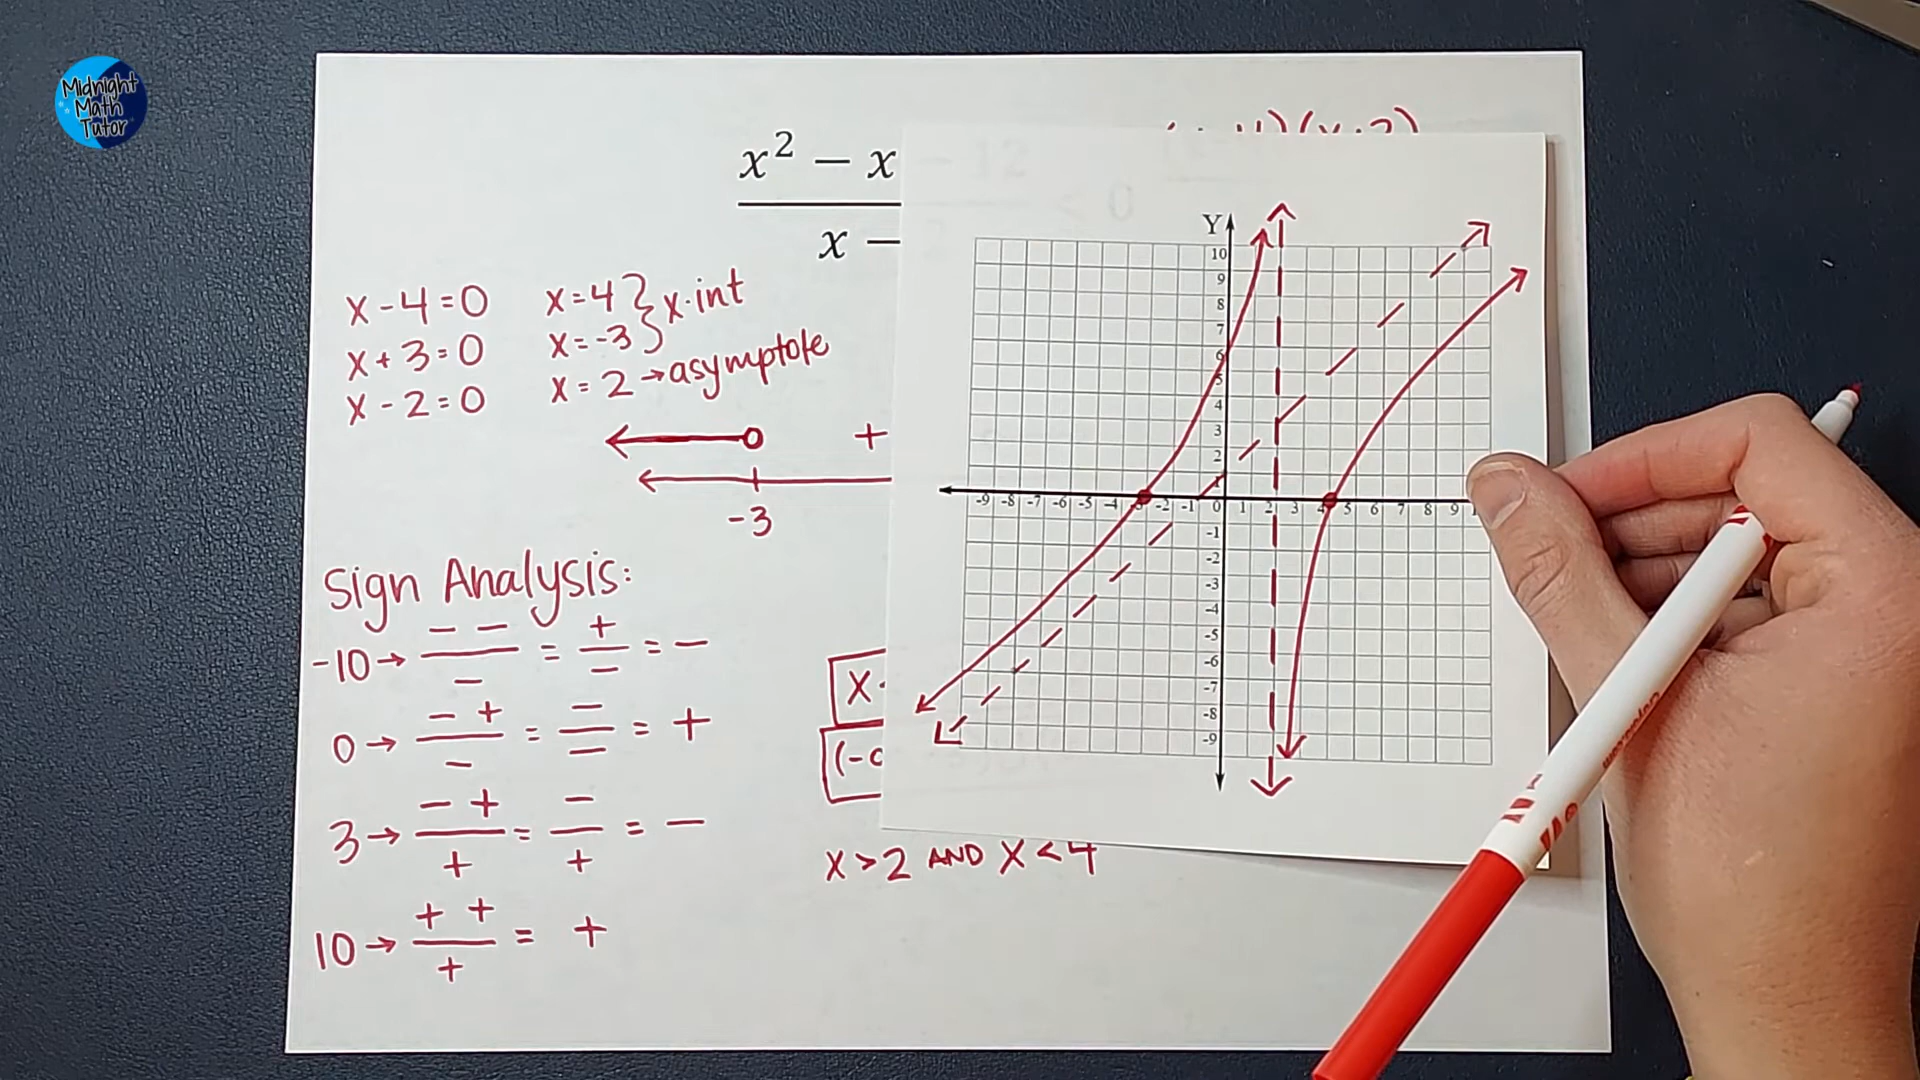 Midnight
Math
Tutor
x² − x − 12
x − 2 < 0
x - 4 = 0 x = 4 } x-int
x + 3 = 0 x = -3
x - 2 = 0 x = 2 → asymptote
+
-3
Sign Analysis:
-10 → - - / - = + / - = -
0 → - + / - = - / - = +
3 → - + / + = - / + = -
10 → + + / + = +
x
(-
x > 2 AND x < 4
Y
10
9
8
7
6
5
4
3
2
1
-9 -8 -7 -6 -5 -4 -3 -2 -1 0 1 2 3 4 5 6 7 8 9
-1
-2
-3
-4
-5
-6
-7
-8
-9